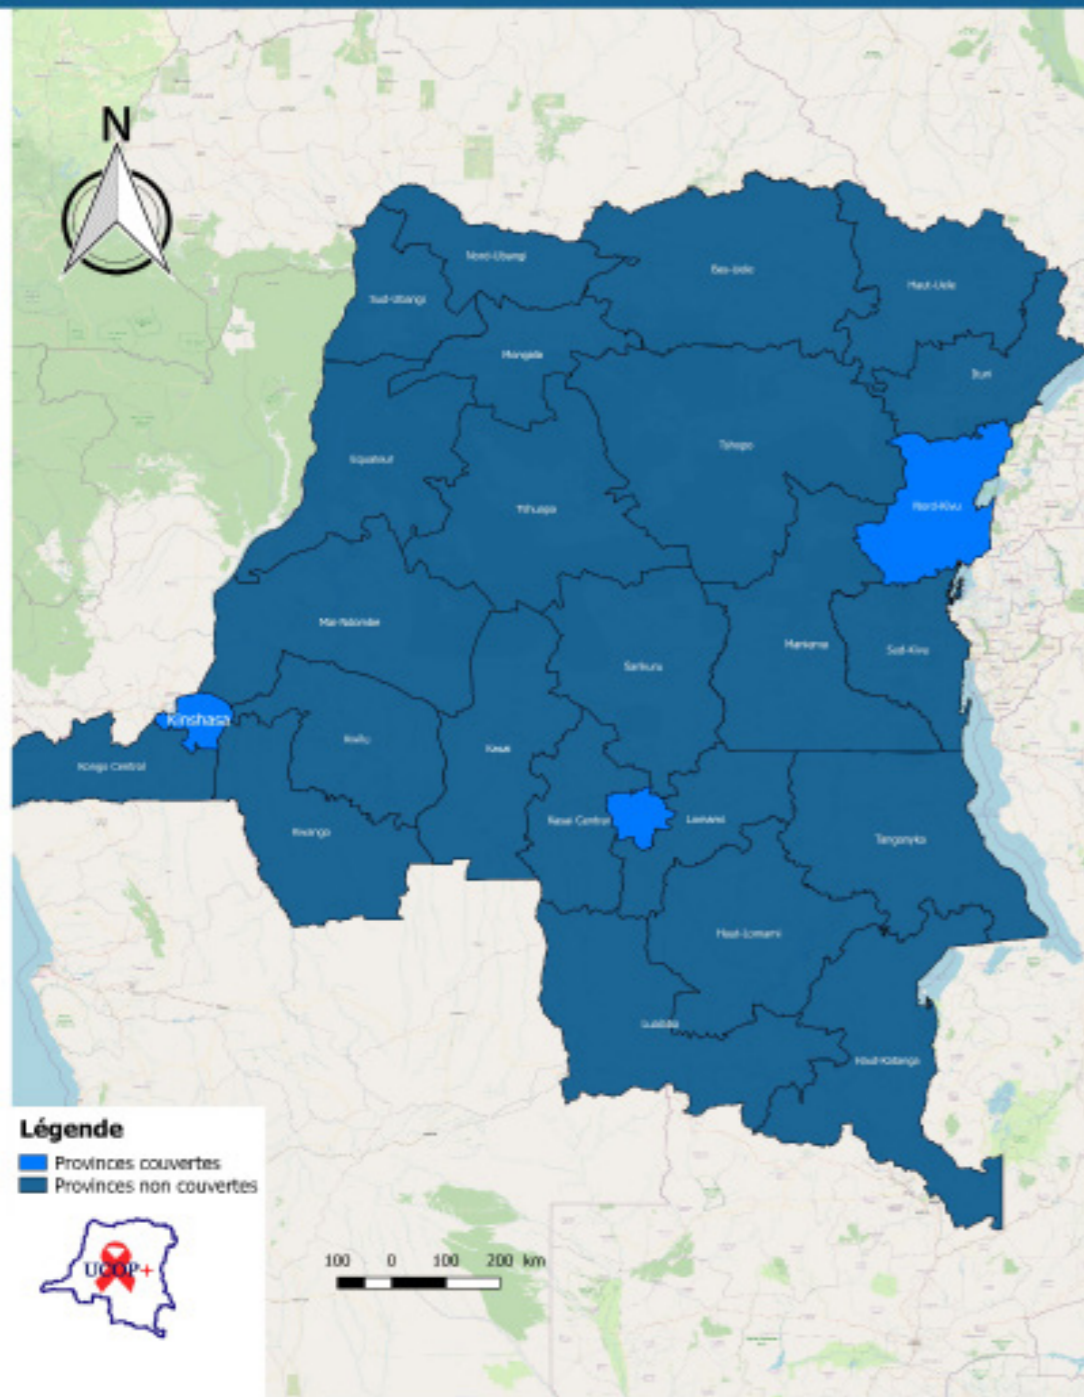 N
Nord-Ubangi
Bas-Uele
Haut-Uele
Sud-Ubangi
Mongala
Ituri
Tshopo
Equateur
Tshuapa
Nord-Kivu
Mai-Ndombe
Maniema
Sud-Kivu
Sankuru
Kinshasa
Kwilu
Kasai
Kongo Central
Kasai Central
Lomami
Kwango
Tanganyka
Haut-Lomami
Lualaba
Haut-Katanga
Légende
Provinces couvertes
Provinces non couvertes
UCOP+
100 0 100 200 km